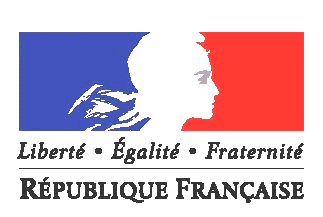 Liberté • Égalité • Fraternité
RÉPUBLIQUE FRANÇAISE